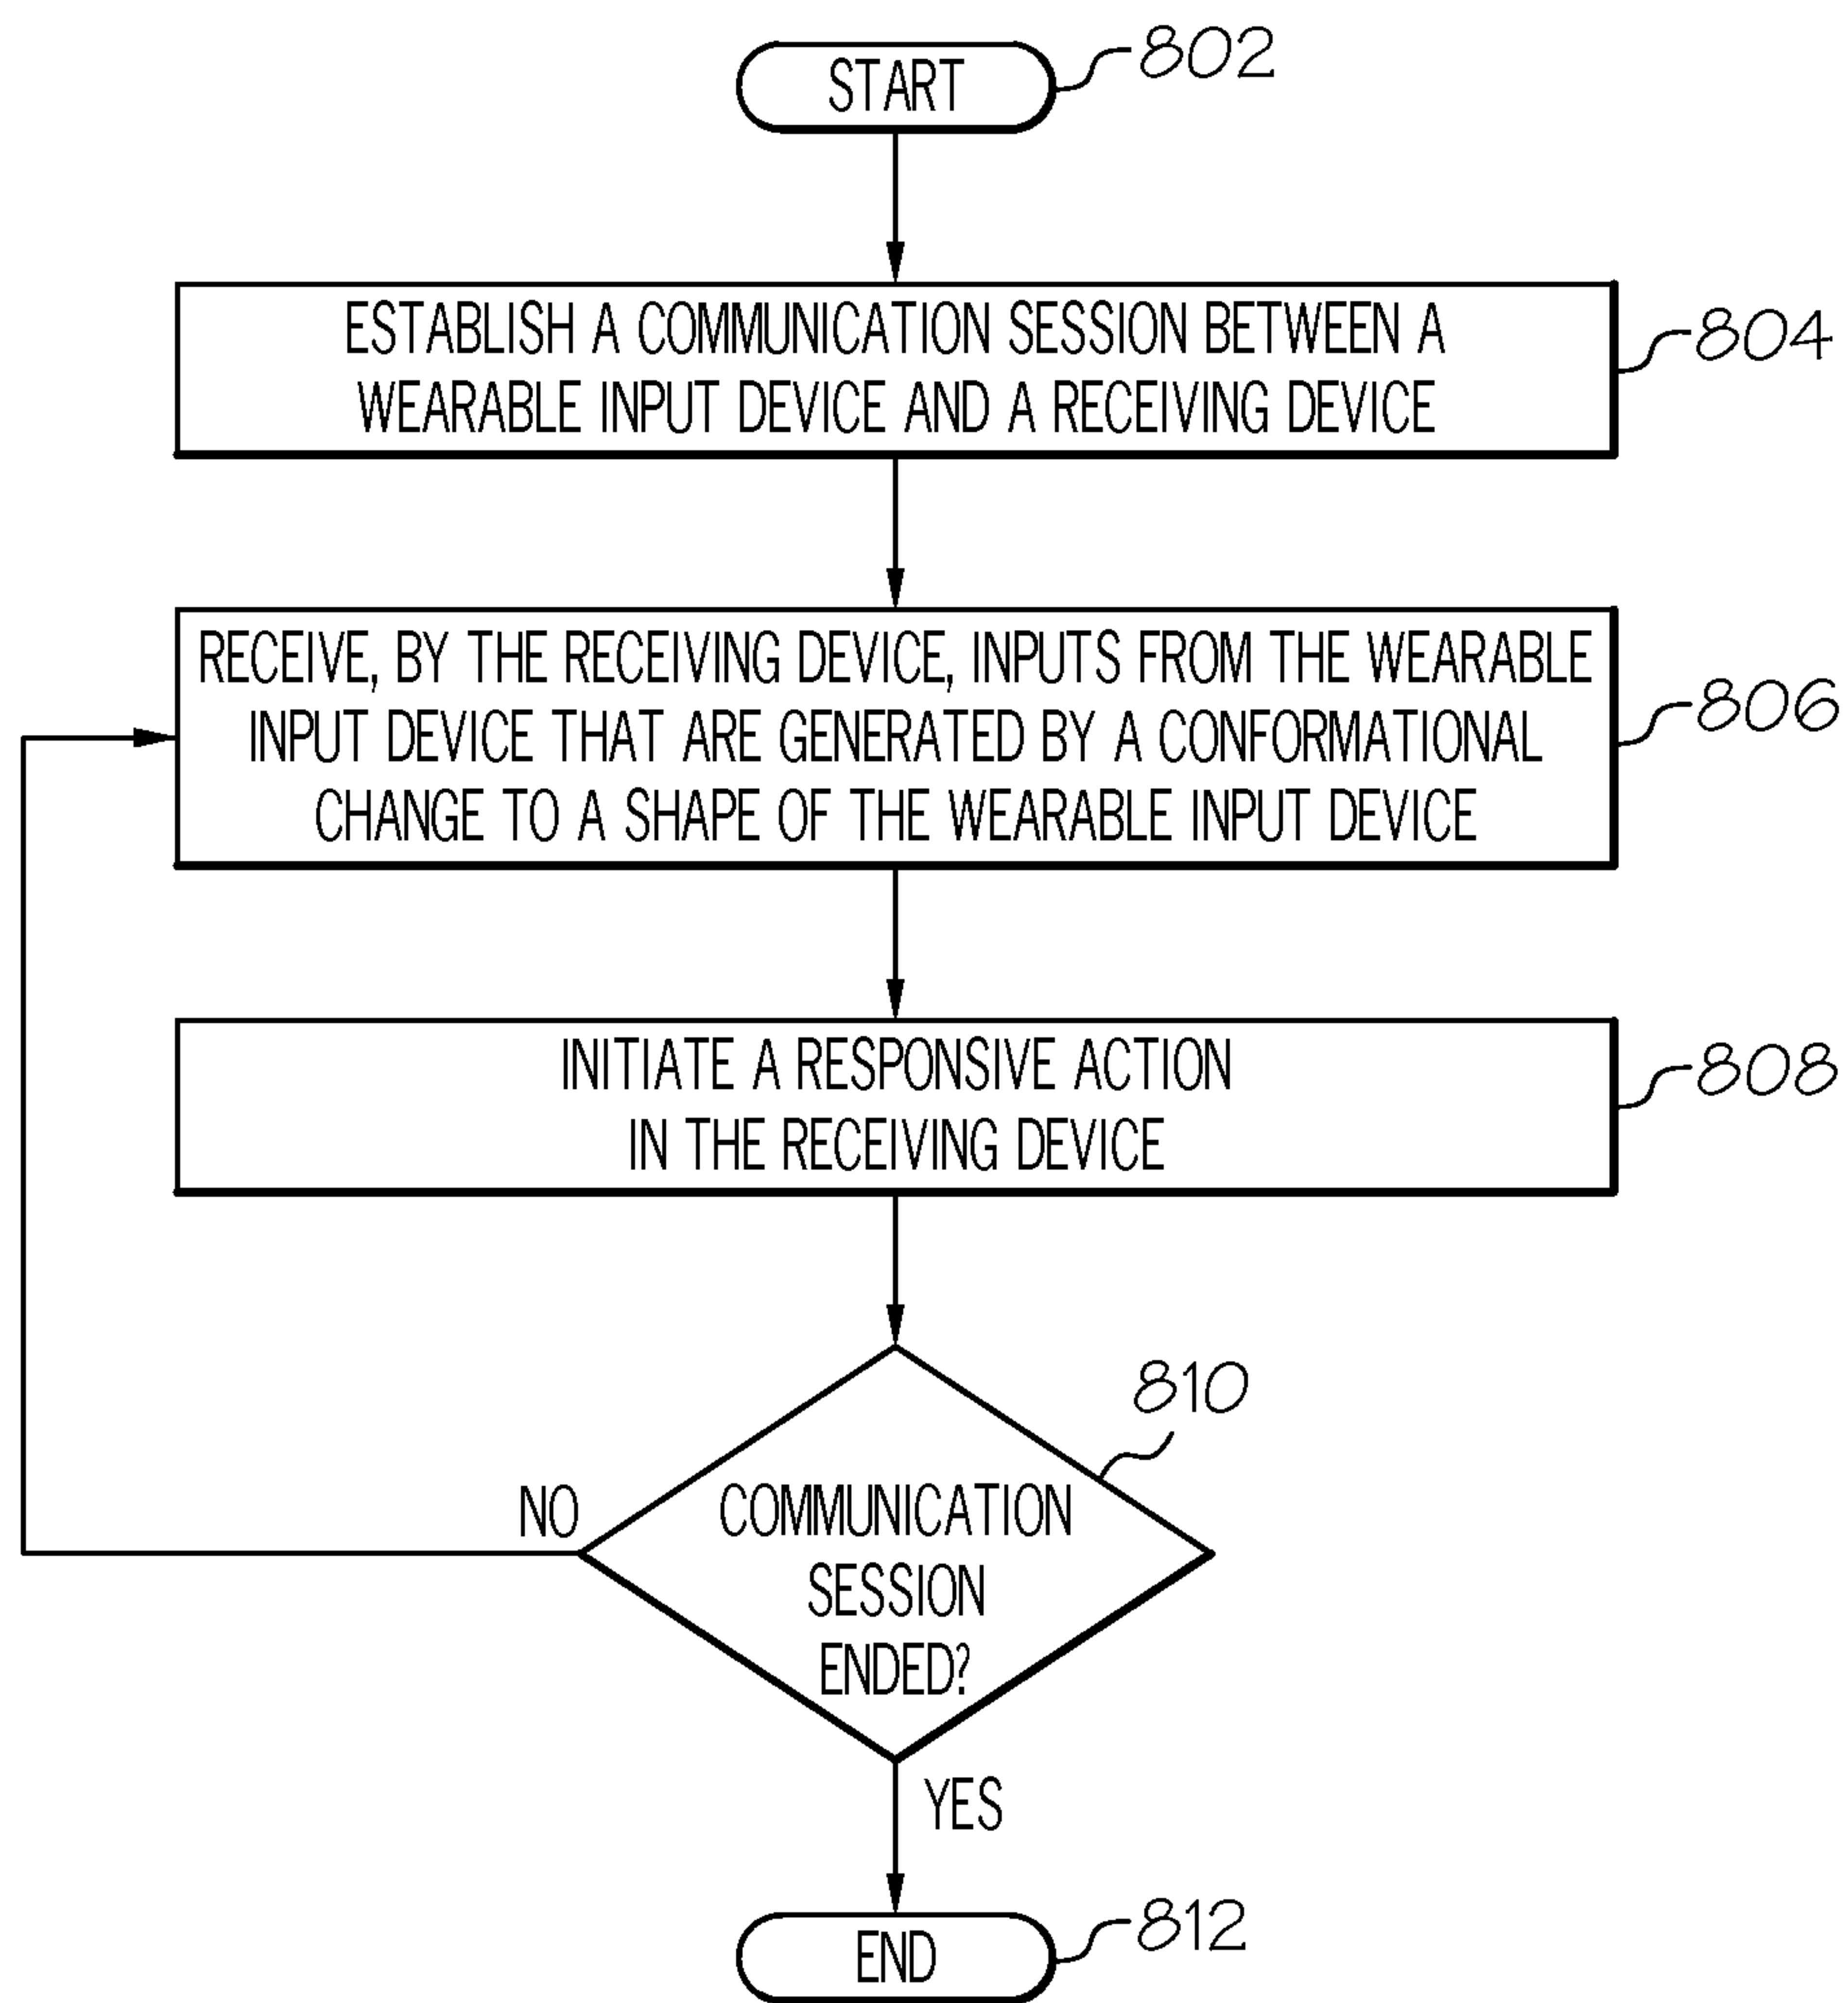 START
802
ESTABLISH A COMMUNICATION SESSION BETWEEN A
WEARABLE INPUT DEVICE AND A RECEIVING DEVICE
804
RECEIVE, BY THE RECEIVING DEVICE, INPUTS FROM THE WEARABLE
INPUT DEVICE THAT ARE GENERATED BY A CONFORMATIONAL
CHANGE TO A SHAPE OF THE WEARABLE INPUT DEVICE
806
INITIATE A RESPONSIVE ACTION
IN THE RECEIVING DEVICE
808
810
NO
COMMUNICATION
SESSION
ENDED?
YES
END
812